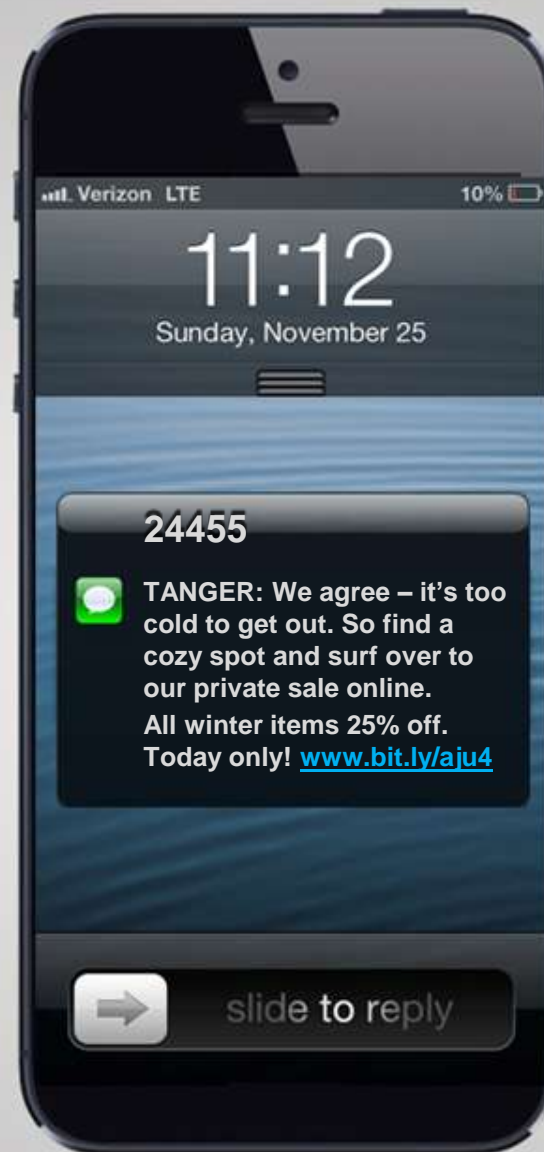 Verizon LTE 10%
11:12
Sunday, November 25
24455
TANGER: We agree – it's too
cold to get out. So find a
cozy spot and surf over to
our private sale online.
All winter items 25% off.
Today only! www.bit.ly/aju4
slide to reply